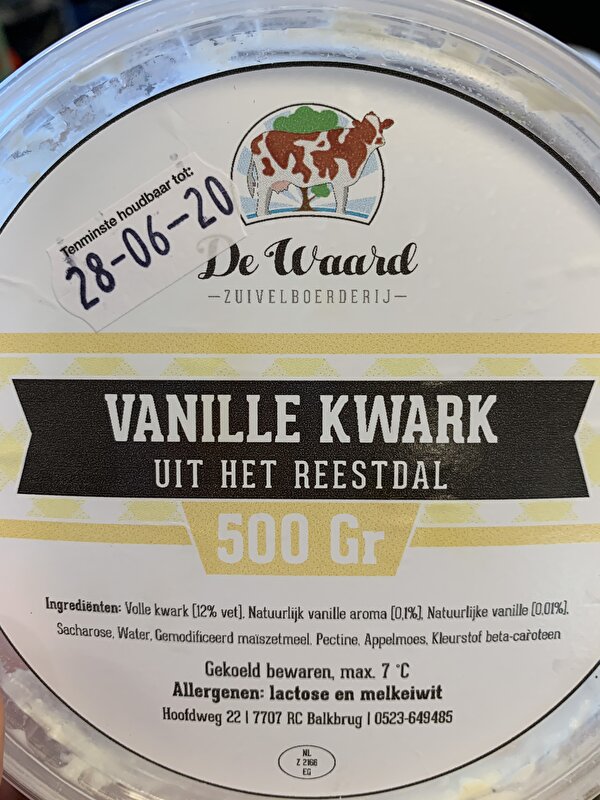 Tenminste houdbaar tot:
28-06-20
De Waard
—ZUIVELBOERDERIJ—
VANILLE KWARK
UIT HET REESTDAL
500 Gr
Ingrediënten: Volle kwark [12% vet], Natuurlijk vanille aroma [0,1%], Natuurlijke vanille [0,01%],
Sacharose, Water, Gemodificeerd maïszetmeel, Pectine, Appelmoes, Kleurstof beta-caroteen
Gekoeld bewaren, max. 7 °C
Allergenen: lactose en melkeiwit
Hoofdweg 22 | 7707 RC Balkbrug | 0523-649485
NL
Z 2166
EG